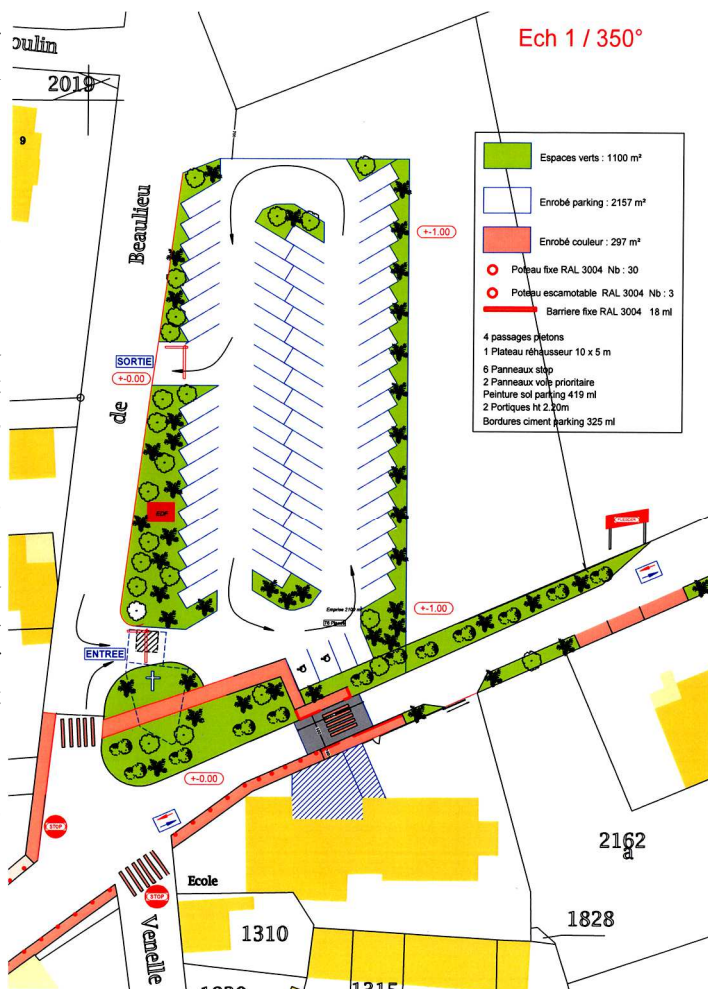 oulin
Ech 1 / 350°
2019
9
Beaulieu
de
Espaces verts : 1100 m²
Enrobé parking : 2157 m²
Enrobé couleur : 297 m²
Poteau fixe RAL 3004 Nb : 30
Poteau escamotable RAL 3004 Nb : 3
Barriere fixe RAL 3004 18 ml
4 passages pietons
1 Plateau réhausseur 10 x 5 m
6 Panneaux stop
2 Panneaux voie prioritaire
Peinture sol parking 419 ml
2 Portiques ht 2.20m
Bordures ciment parking 325 ml
+-1.00
SORTIE
+-0.00
EDF
+-1.00
ENTREE
+-0.00
STOP
STOP
Ecole
Venelle
2162
a
1828
1310
1315